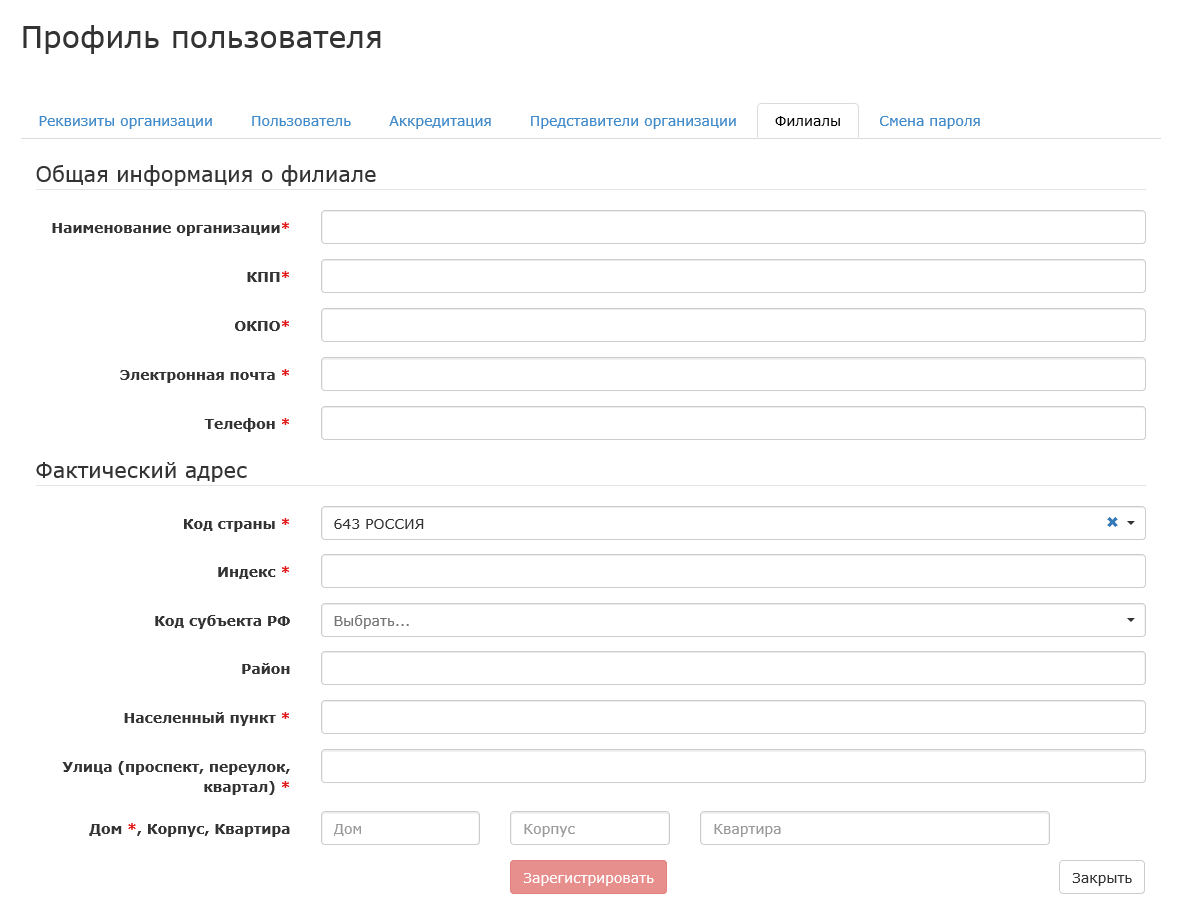 Профиль пользователя
Реквизиты организации Пользователь Аккредитация Представители организации Филиалы Смена пароля
Общая информация о филиале
Наименование организации*
КПП*
ОКПО*
Электронная почта *
Телефон *
Фактический адрес
Код страны * 643 РОССИЯ
Индекс *
Код субъекта РФ Выбрать...
Район
Населенный пункт *
Улица (проспект, переулок,
квартал) *
Дом *, Корпус, Квартира Дом Корпус Квартира
Зарегистрировать Закрыть